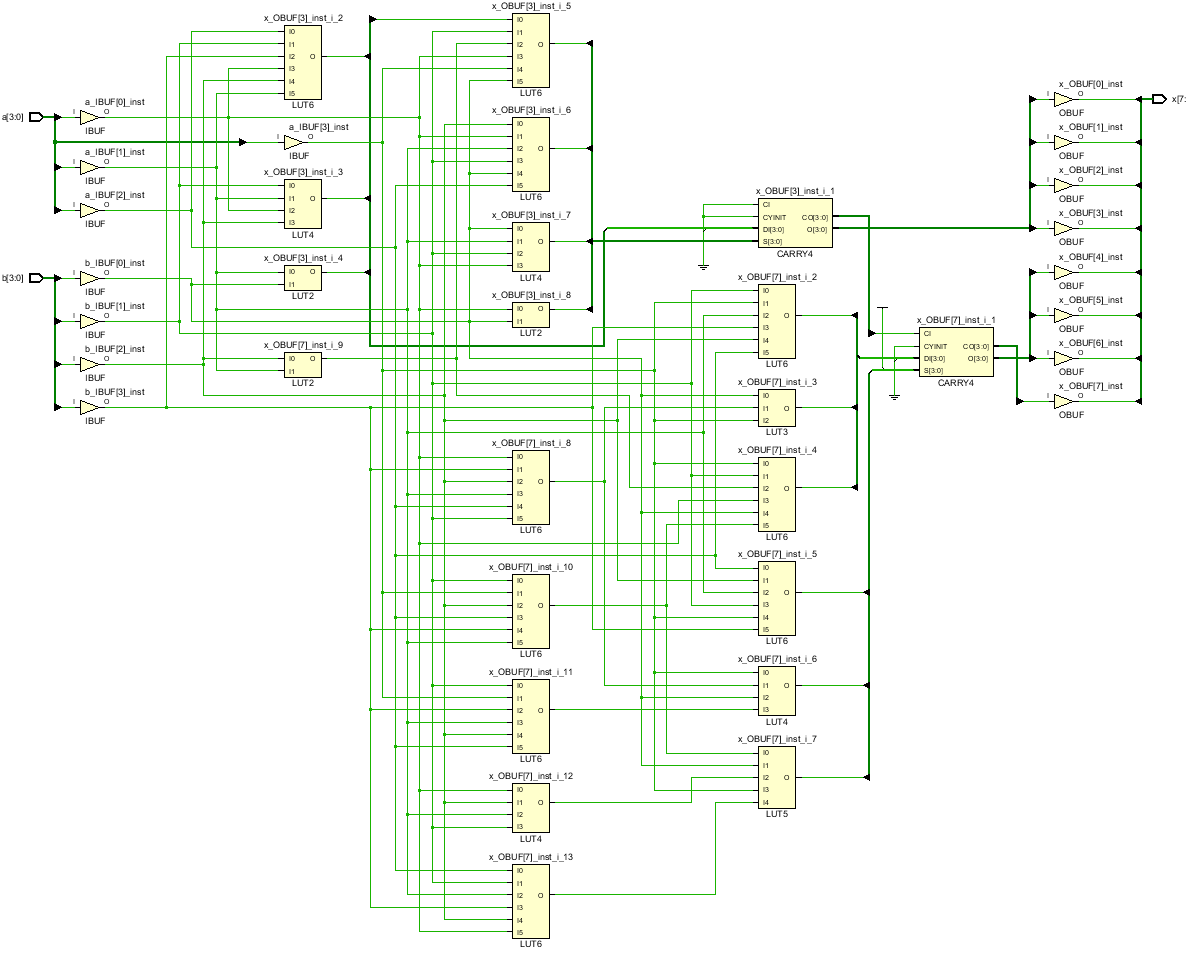 a[3:0]
b[3:0]
a_IBUF[0]_inst
I O
IBUF
a_IBUF[1]_inst
I O
IBUF
a_IBUF[2]_inst
I O
IBUF
b_IBUF[0]_inst
I O
IBUF
b_IBUF[1]_inst
I O
IBUF
b_IBUF[2]_inst
I O
IBUF
b_IBUF[3]_inst
I O
IBUF
x_OBUF[3]_inst_i_2
I0
I1
I2 O
I3
I4
I5
LUT6
a_IBUF[3]_inst
I O
IBUF
x_OBUF[3]_inst_i_3
I0
I1 O
I2
I3
LUT4
x_OBUF[3]_inst_i_4
I0 O
I1
LUT2
x_OBUF[7]_inst_i_9
I0 O
I1
LUT2
x_OBUF[3]_inst_i_5
I0
I1
I2 O
I3
I4
I5
LUT6
x_OBUF[3]_inst_i_6
I0
I1
I2 O
I3
I4
I5
LUT6
x_OBUF[3]_inst_i_7
I0
I1 O
I2
I3
LUT4
x_OBUF[3]_inst_i_8
I0 O
I1
LUT2
x_OBUF[7]_inst_i_8
I0
I1
I2 O
I3
I4
I5
LUT6
x_OBUF[7]_inst_i_10
I0
I1
I2 O
I3
I4
I5
LUT6
x_OBUF[7]_inst_i_11
I0
I1
I2 O
I3
I4
I5
LUT6
x_OBUF[7]_inst_i_12
I0
I1 O
I2
I3
LUT4
x_OBUF[7]_inst_i_13
I0
I1
I2 O
I3
I4
I5
LUT6
x_OBUF[3]_inst_i_1
CI
CYINIT CO[3:0]
DI[3:0] O[3:0]
S[3:0]
CARRY4
x_OBUF[7]_inst_i_2
I0
I1
I2 O
I3
I4
I5
LUT6
x_OBUF[7]_inst_i_3
I0
I1 O
I2
LUT3
x_OBUF[7]_inst_i_4
I0
I1
I2 O
I3
I4
I5
LUT6
x_OBUF[7]_inst_i_5
I0
I1
I2 O
I3
I4
I5
LUT6
x_OBUF[7]_inst_i_6
I0
I1 O
I2
I3
LUT4
x_OBUF[7]_inst_i_7
I0
I1
I2 O
I3
I4
LUT5
x_OBUF[7]_inst_i_1
CI
CYINIT CO[3:0]
DI[3:0] O[3:0]
S[3:0]
CARRY4
x_OBUF[0]_inst
I O
OBUF
x_OBUF[1]_inst
I O
OBUF
x_OBUF[2]_inst
I O
OBUF
x_OBUF[3]_inst
I O
OBUF
x_OBUF[4]_inst
I O
OBUF
x_OBUF[5]_inst
I O
OBUF
x_OBUF[6]_inst
I O
OBUF
x_OBUF[7]_inst
I O
OBUF
x[7: